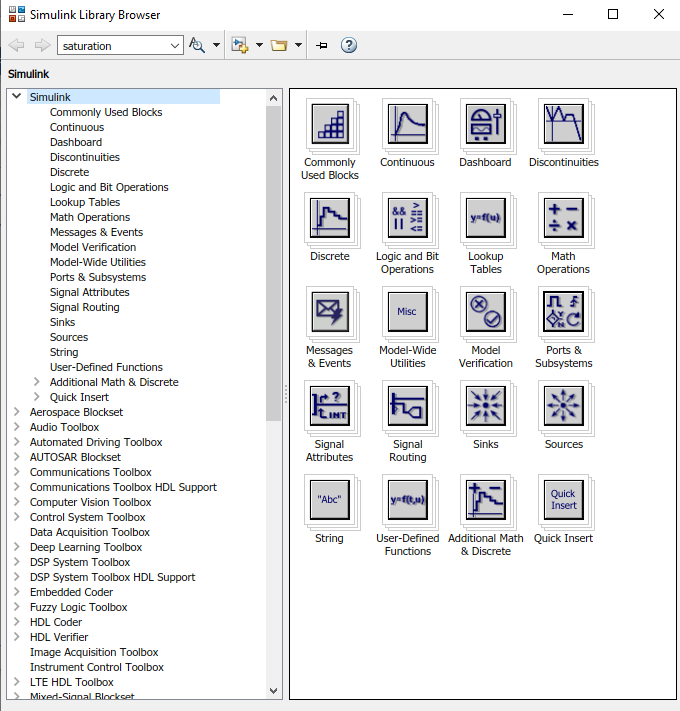 Simulink Library Browser
saturation
Simulink
Simulink
Commonly Used Blocks
Continuous
Dashboard
Discontinuities
Discrete
Logic and Bit Operations
Lookup Tables
Math Operations
Messages & Events
Model Verification
Model-Wide Utilities
Ports & Subsystems
Signal Attributes
Signal Routing
Sinks
Sources
String
User-Defined Functions
Additional Math & Discrete
Quick Insert
Aerospace Blockset
Audio Toolbox
Automated Driving Toolbox
AUTOSAR Blockset
Communications Toolbox
Communications Toolbox HDL Support
Computer Vision Toolbox
Control System Toolbox
Data Acquisition Toolbox
Deep Learning Toolbox
DSP System Toolbox
DSP System Toolbox HDL Support
Embedded Coder
Fuzzy Logic Toolbox
HDL Coder
HDL Verifier
Image Acquisition Toolbox
Instrument Control Toolbox
LTE HDL Toolbox
Mixed-Signal Blockset
Commonly
Used Blocks
Continuous
Dashboard
Discontinuities
Discrete
&& >
|| ==
<=
Logic and Bit
Operations
y=f(u)
Lookup
Tables
+ −
÷ ×
Math
Operations
Messages
& Events
Misc
Model-Wide
Utilities
Model
Verification
Ports &
Subsystems
?
INT
Signal
Attributes
Signal
Routing
Sinks
Sources
"Abc"
String
y=f(t,u)
User-Defined
Functions
+ −
Additional Math
& Discrete
Quick
Insert
Quick Insert